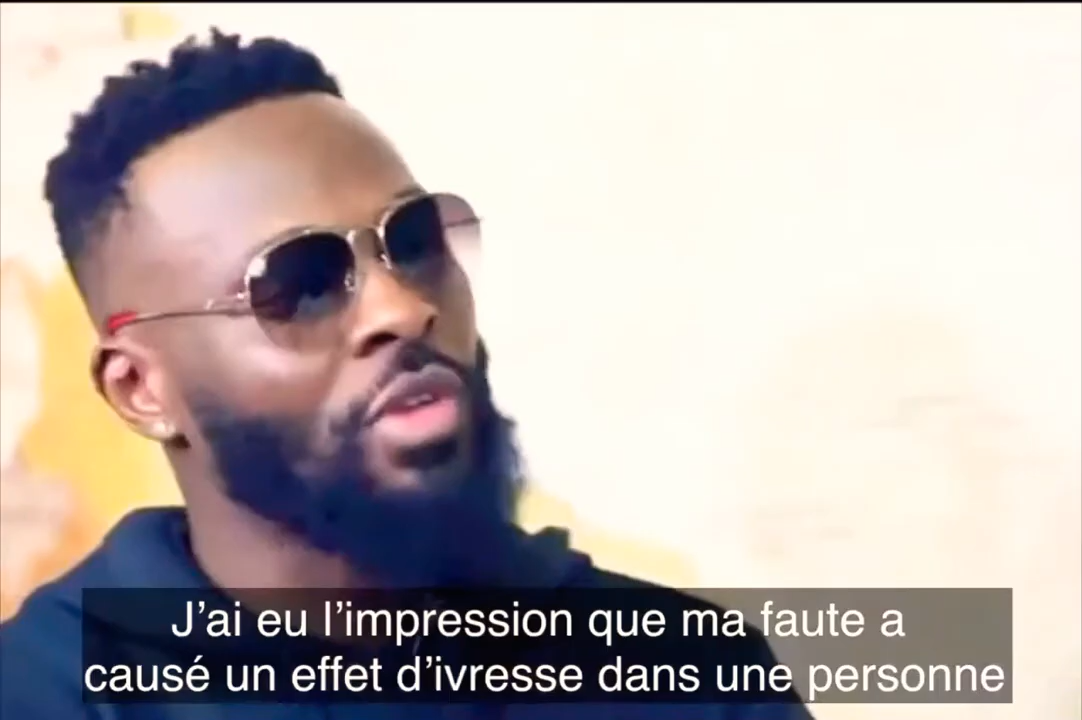 J’ai eu l’impression que ma faute a
causé un effet d’ivresse dans une personne